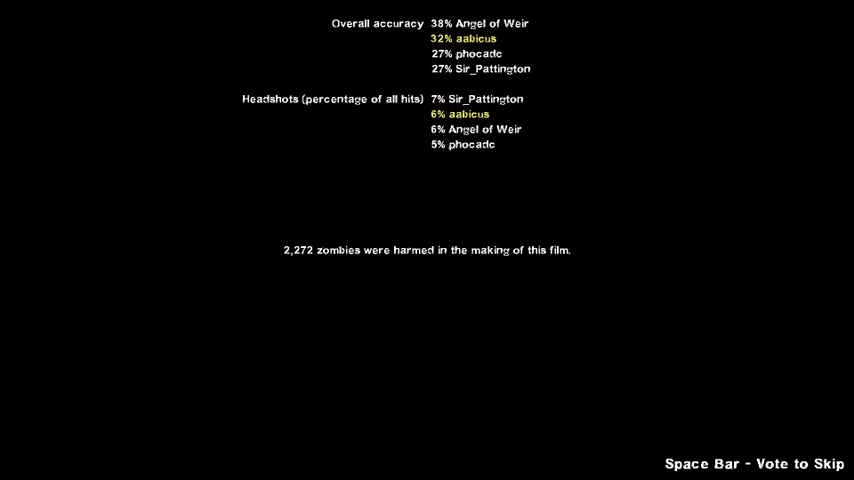 Overall accuracy 38% Angel of Weir
32% aabicus
27% phocadc
27% Sir_Pattington
Headshots (percentage of all hits) 7% Sir_Pattington
6% aabicus
6% Angel of Weir
5% phocadc
2,272 zombies were harmed in the making of this film.
Space Bar - Vote to Skip